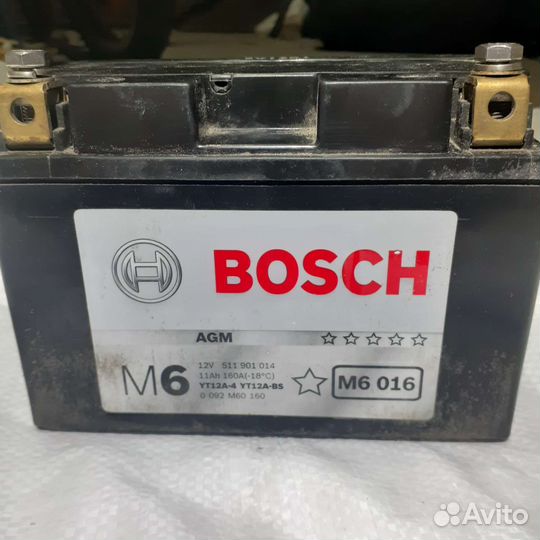 BOSCH
AGM
12V 511 901 014
11Ah 160A(-18°C)
M6
YT12A-4 YT12A-BS
0 092 M60 160
M6 016
Avito